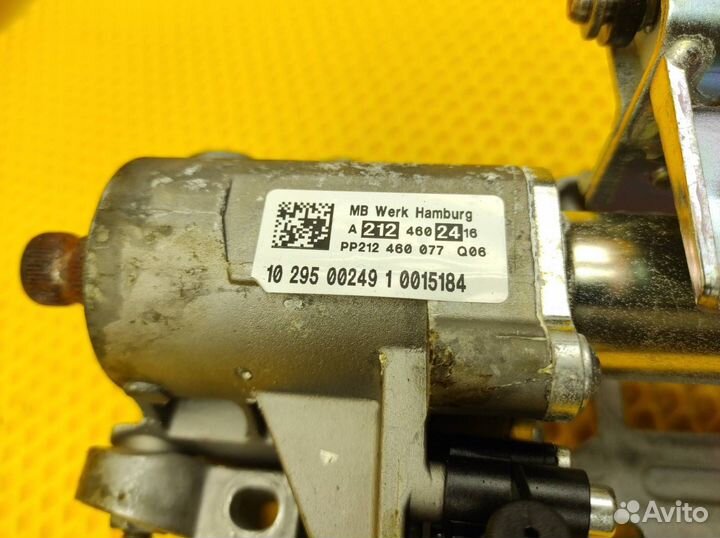 MB Werk Hamburg
A 212 460 24 16
PP212 460 077 Q06
10 295 00249 1 0015184
Avito